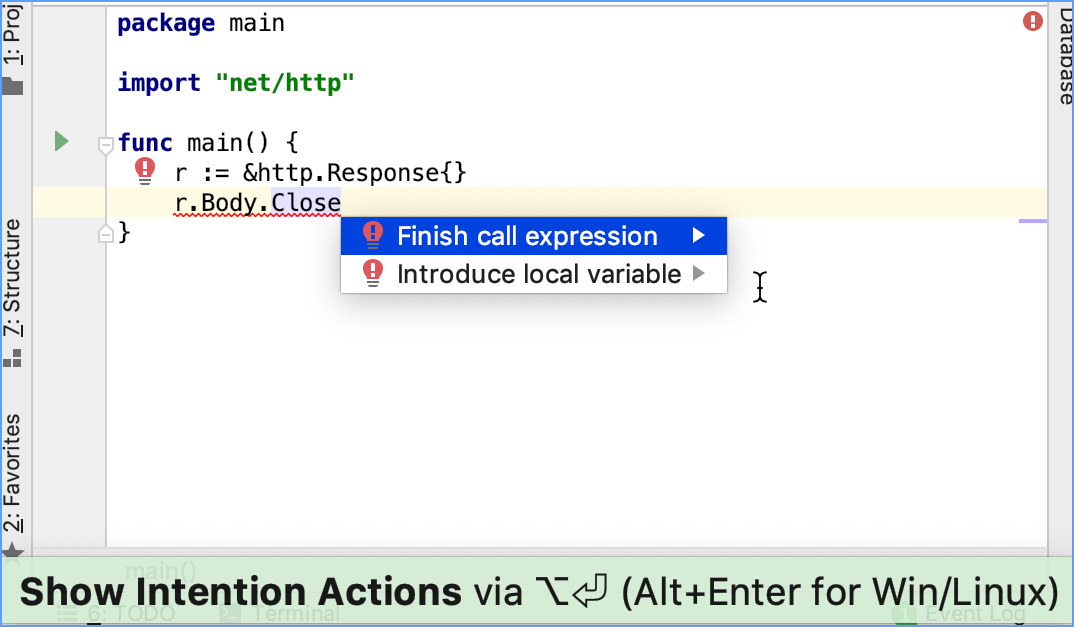 1: Proj
Database
package main
import "net/http"
func main() {
r := &http.Response{}
r.Body.Close
}
Finish call expression
Introduce local variable
7: Structure
2: Favorites
main()
Show Intention Actions via ⌥⏎ (Alt+Enter for Win/Linux)
6: TODO
Terminal
1 Event Log